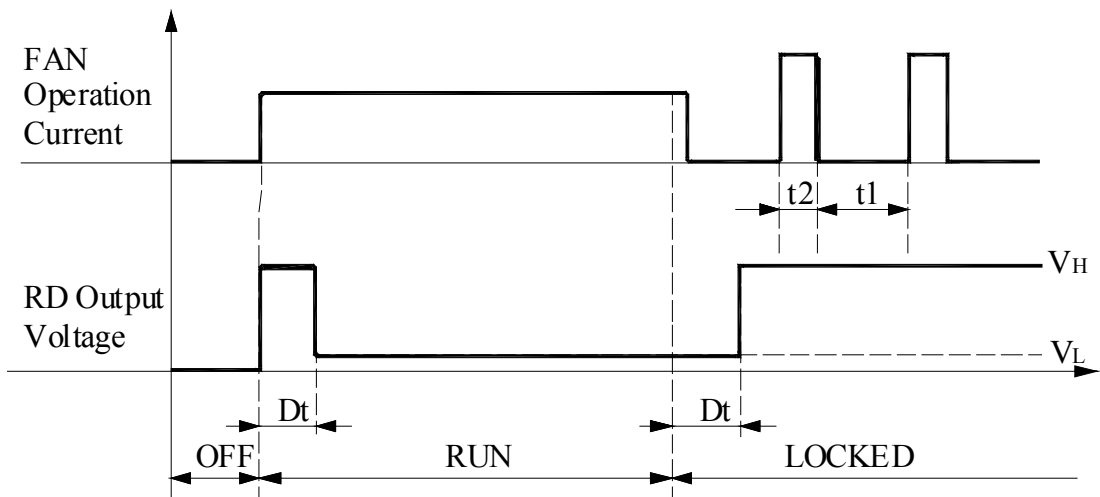 FAN
Operation
Current
t2
t1
VH
RD Output
Voltage
VL
Dt
Dt
OFF
RUN
LOCKED